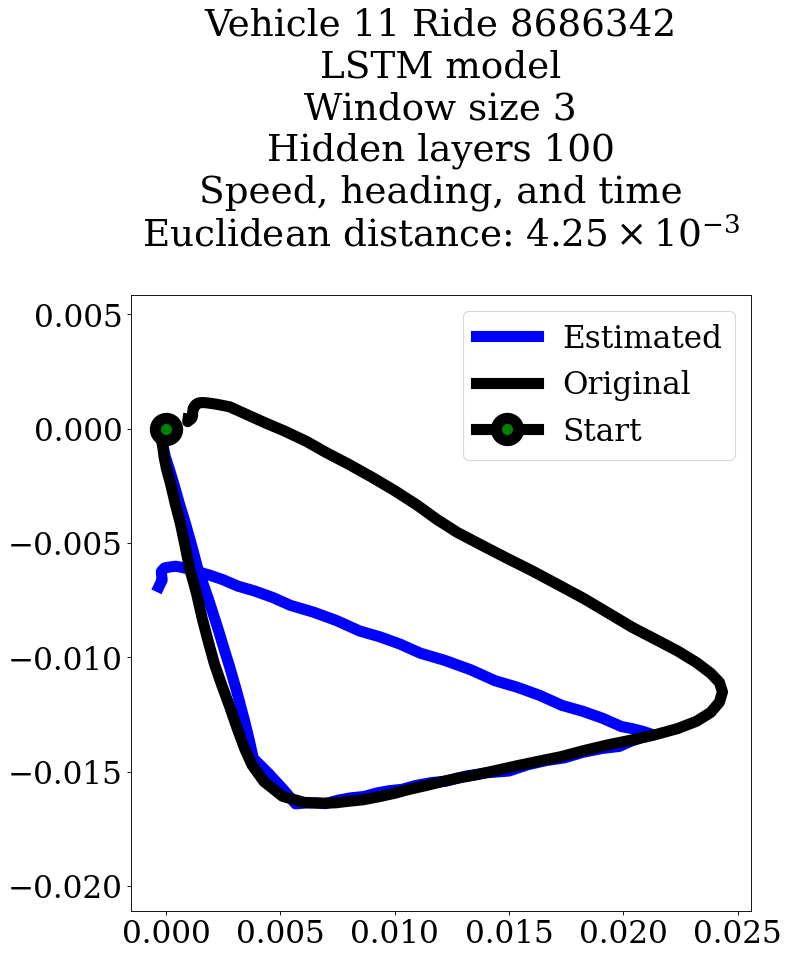 Vehicle 11 Ride 8686342
LSTM model
Window size 3
Hidden layers 100
Speed, heading, and time
Euclidean distance: 4.25 × 10⁻³
Estimated
Original
Start
0.005
0.000
−0.005
−0.010
−0.015
−0.020
0.000 0.005 0.010 0.015 0.020 0.025